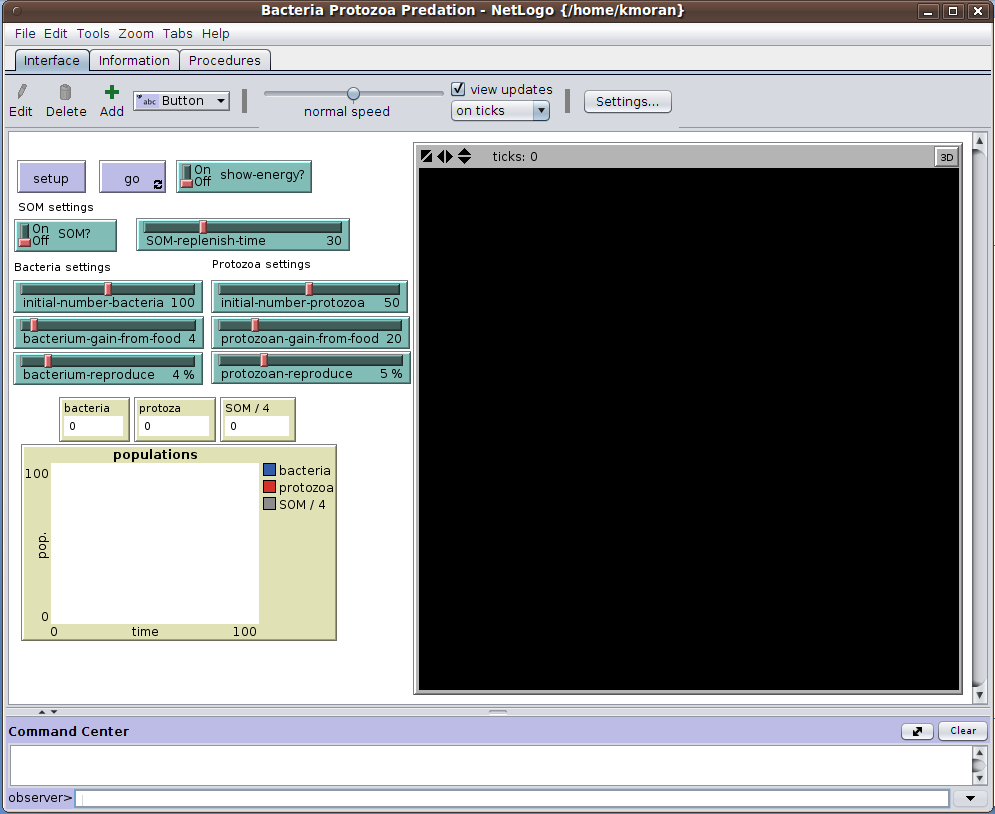 Bacteria Protozoa Predation - NetLogo {/home/kmoran}
File Edit Tools Zoom Tabs Help
Interface Information Procedures
Edit Delete Add abc Button normal speed view updates on ticks Settings...
ticks: 0 3D
setup go On Off show-energy?
SOM settings
On Off SOM? SOM-replenish-time 30
Bacteria settings Protozoa settings
initial-number-bacteria 100 initial-number-protozoa 50
bacterium-gain-from-food 4 protozoan-gain-from-food 20
bacterium-reproduce 4 % protozoan-reproduce 5 %
bacteria protoza SOM / 4
0 0 0
populations
100 bacteria
protozoa
SOM / 4
pop.
0
0 time 100
Command Center Clear
observer>